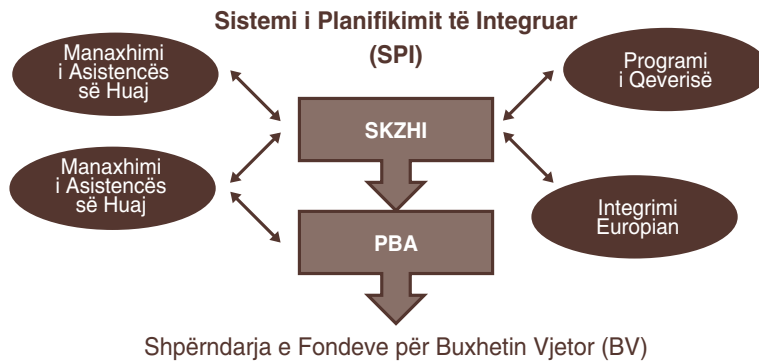 Sistemi i Planifikimit të Integruar
(SPI)
Manaxhimi
i Asistencës
së Huaj
Programi
i Qeverisë
SKZHI
Manaxhimi
i Asistencës
së Huaj
Integrimi
Europian
PBA
Shpërndarja e Fondeve për Buxhetin Vjetor (BV)